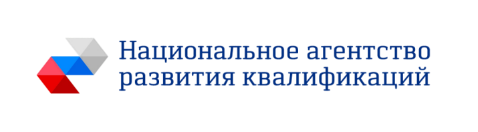 Национальное агентство
развития квалификаций